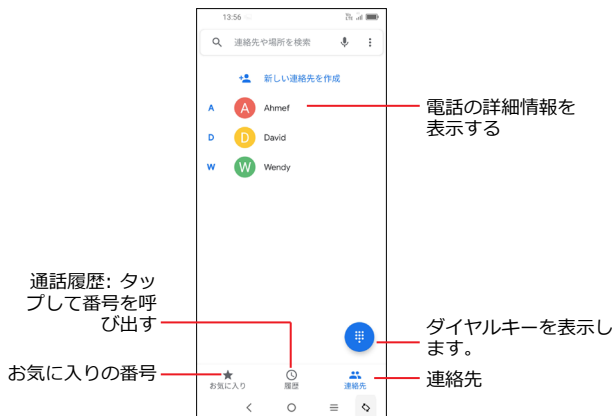 13:56
連絡先や場所を検索
新しい連絡先を作成
A A Ahmef
D D David
W W Wendy
電話の詳細情報を
表示する
通話履歴: タッ
プして番号を呼
び出す
ダイヤルキーを表示し
ます。
お気に入りの番号
連絡先
お気に入り 履歴 連絡先